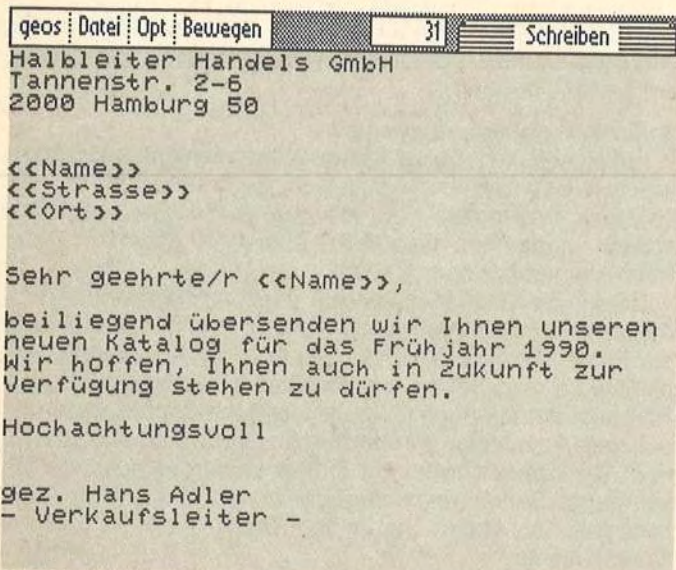 geos Datei Opt Bewegen 31 Schreiben
Halbleiter Handels GmbH
Tannenstr. 2-6
2000 Hamburg 50
<<Name>>
<<Strasse>>
<<Ort>>
Sehr geehrte/r <<Name>>,
beiliegend übersenden wir Ihnen unseren
neuen Katalog für das Frühjahr 1990.
Wir hoffen, Ihnen auch in Zukunft zur
Verfügung stehen zu dürfen.
Hochachtungsvoll
gez. Hans Adler
- Verkaufsleiter -